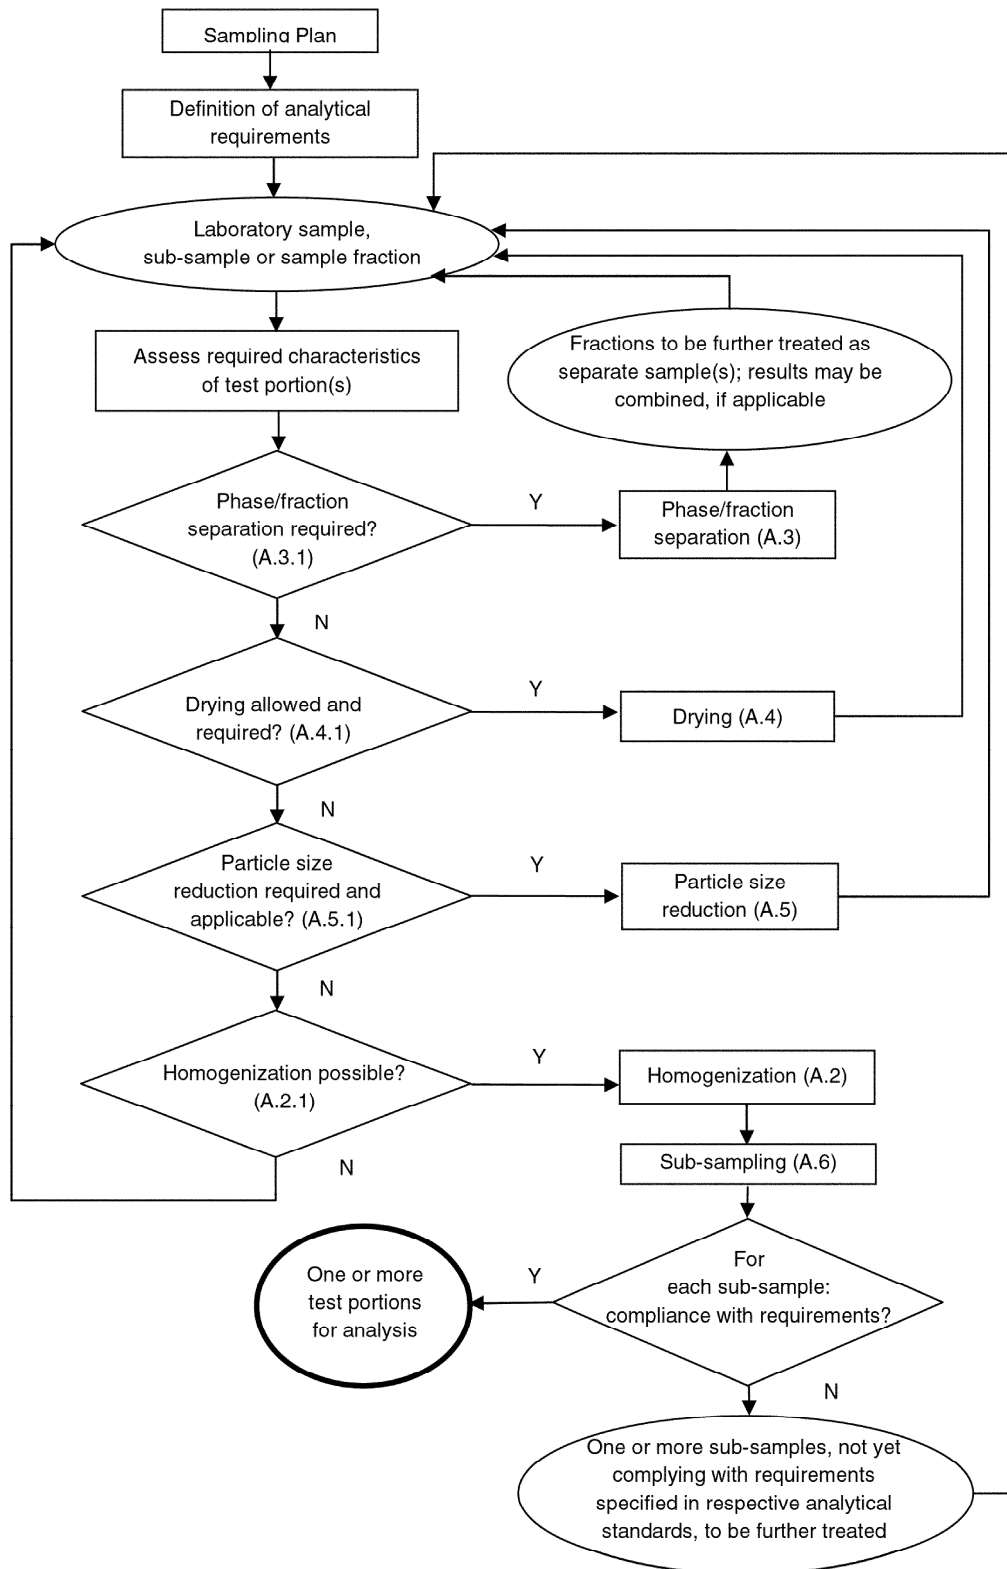 Sampling Plan
Definition of analytical
requirements
Laboratory sample,
sub-sample or sample fraction
Assess required characteristics
of test portion(s)
Fractions to be further treated as
separate sample(s); results may be
combined, if applicable
Phase/fraction
separation required?
(A.3.1)
Y
Phase/fraction
separation (A.3)
N
Drying allowed and
required? (A.4.1)
Y
Drying (A.4)
N
Particle size
reduction required and
applicable? (A.5.1)
Y
Particle size
reduction (A.5)
N
Homogenization possible?
(A.2.1)
Y
Homogenization (A.2)
N
Sub-sampling (A.6)
For
each sub-sample:
compliance with requirements?
Y
One or more
test portions
for analysis
N
One or more sub-samples, not yet
complying with requirements
specified in respective analytical
standards, to be further treated